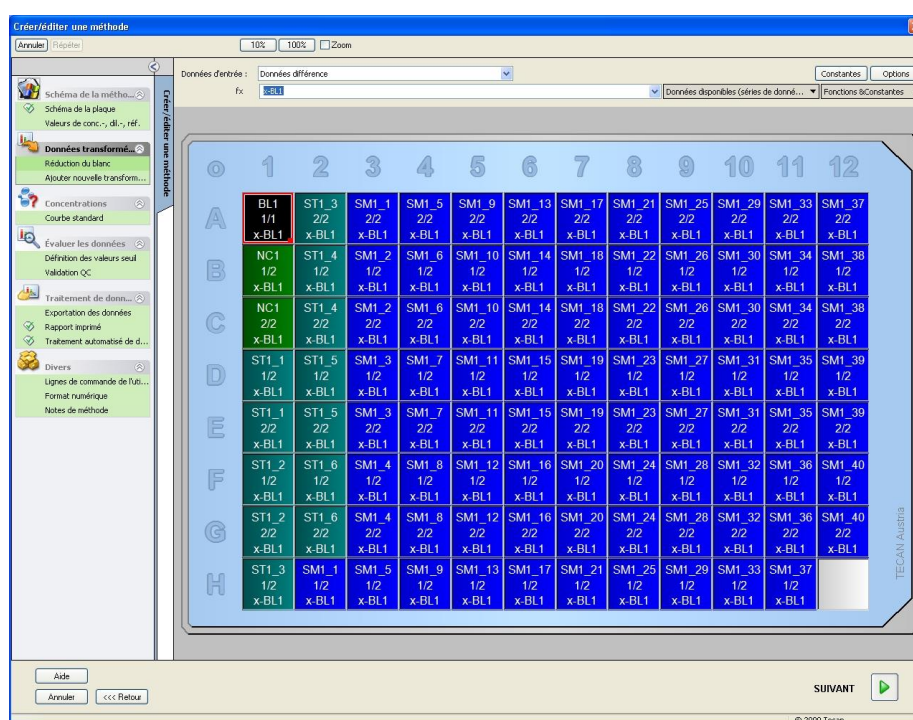 Créer/éditer une méthode
Annuler Répéter 10% 100% Zoom
Données d'entrée : Données différence Constantes Options
fx x-BL1 Données disponibles (séries de donné... Fonctions &Constantes
Créer/éditer une méthode
Schéma de la métho...
Schéma de la plaque
Valeurs de conc.-, dil.-, réf.
Données transformé...
Réduction du blanc
Ajouter nouvelle transform...
Concentrations
Courbe standard
Évaluer les données
Définition des valeurs seuil
Validation QC
Traitement de donn...
Exportation des données
Rapport imprimé
Traitement automatisé de d...
Divers
Lignes de commande de l'uti...
Format numérique
Notes de méthode
1 2 3 4 5 6 7 8 9 10 11 12
A
BL1 ST1_3 SM1_1 SM1_5 SM1_9 SM1_13 SM1_17 SM1_21 SM1_25 SM1_29 SM1_33 SM1_37
1/1 2/2 2/2 2/2 2/2 2/2 2/2 2/2 2/2 2/2 2/2 2/2
x-BL1 x-BL1 x-BL1 x-BL1 x-BL1 x-BL1 x-BL1 x-BL1 x-BL1 x-BL1 x-BL1 x-BL1
B
NC1 ST1_4 SM1_2 SM1_6 SM1_10 SM1_14 SM1_18 SM1_22 SM1_26 SM1_30 SM1_34 SM1_38
1/2 1/2 1/2 1/2 1/2 1/2 1/2 1/2 1/2 1/2 1/2 1/2
x-BL1 x-BL1 x-BL1 x-BL1 x-BL1 x-BL1 x-BL1 x-BL1 x-BL1 x-BL1 x-BL1 x-BL1
C
NC1 ST1_4 SM1_2 SM1_6 SM1_10 SM1_14 SM1_18 SM1_22 SM1_26 SM1_30 SM1_34 SM1_38
2/2 2/2 2/2 2/2 2/2 2/2 2/2 2/2 2/2 2/2 2/2 2/2
x-BL1 x-BL1 x-BL1 x-BL1 x-BL1 x-BL1 x-BL1 x-BL1 x-BL1 x-BL1 x-BL1 x-BL1
D
ST1_1 ST1_5 SM1_3 SM1_7 SM1_11 SM1_15 SM1_19 SM1_23 SM1_27 SM1_31 SM1_35 SM1_39
1/2 1/2 1/2 1/2 1/2 1/2 1/2 1/2 1/2 1/2 1/2 1/2
x-BL1 x-BL1 x-BL1 x-BL1 x-BL1 x-BL1 x-BL1 x-BL1 x-BL1 x-BL1 x-BL1 x-BL1
E
ST1_1 ST1_5 SM1_3 SM1_7 SM1_11 SM1_15 SM1_19 SM1_23 SM1_27 SM1_31 SM1_35 SM1_39
2/2 2/2 2/2 2/2 2/2 2/2 2/2 2/2 2/2 2/2 2/2 2/2
x-BL1 x-BL1 x-BL1 x-BL1 x-BL1 x-BL1 x-BL1 x-BL1 x-BL1 x-BL1 x-BL1 x-BL1
F
ST1_2 ST1_6 SM1_4 SM1_8 SM1_12 SM1_16 SM1_20 SM1_24 SM1_28 SM1_32 SM1_36 SM1_40
1/2 1/2 1/2 1/2 1/2 1/2 1/2 1/2 1/2 1/2 1/2 1/2
x-BL1 x-BL1 x-BL1 x-BL1 x-BL1 x-BL1 x-BL1 x-BL1 x-BL1 x-BL1 x-BL1 x-BL1
G
ST1_2 ST1_6 SM1_4 SM1_8 SM1_12 SM1_16 SM1_20 SM1_24 SM1_28 SM1_32 SM1_36 SM1_40
2/2 2/2 2/2 2/2 2/2 2/2 2/2 2/2 2/2 2/2 2/2 2/2
x-BL1 x-BL1 x-BL1 x-BL1 x-BL1 x-BL1 x-BL1 x-BL1 x-BL1 x-BL1 x-BL1 x-BL1
H
ST1_3 SM1_1 SM1_5 SM1_9 SM1_13 SM1_17 SM1_21 SM1_25 SM1_29 SM1_33 SM1_37
1/2 1/2 1/2 1/2 1/2 1/2 1/2 1/2 1/2 1/2 1/2
x-BL1 x-BL1 x-BL1 x-BL1 x-BL1 x-BL1 x-BL1 x-BL1 x-BL1 x-BL1 x-BL1
TECAN Austria
Aide
Annuler <<< Retour SUIVANT
© 2009 Tecan